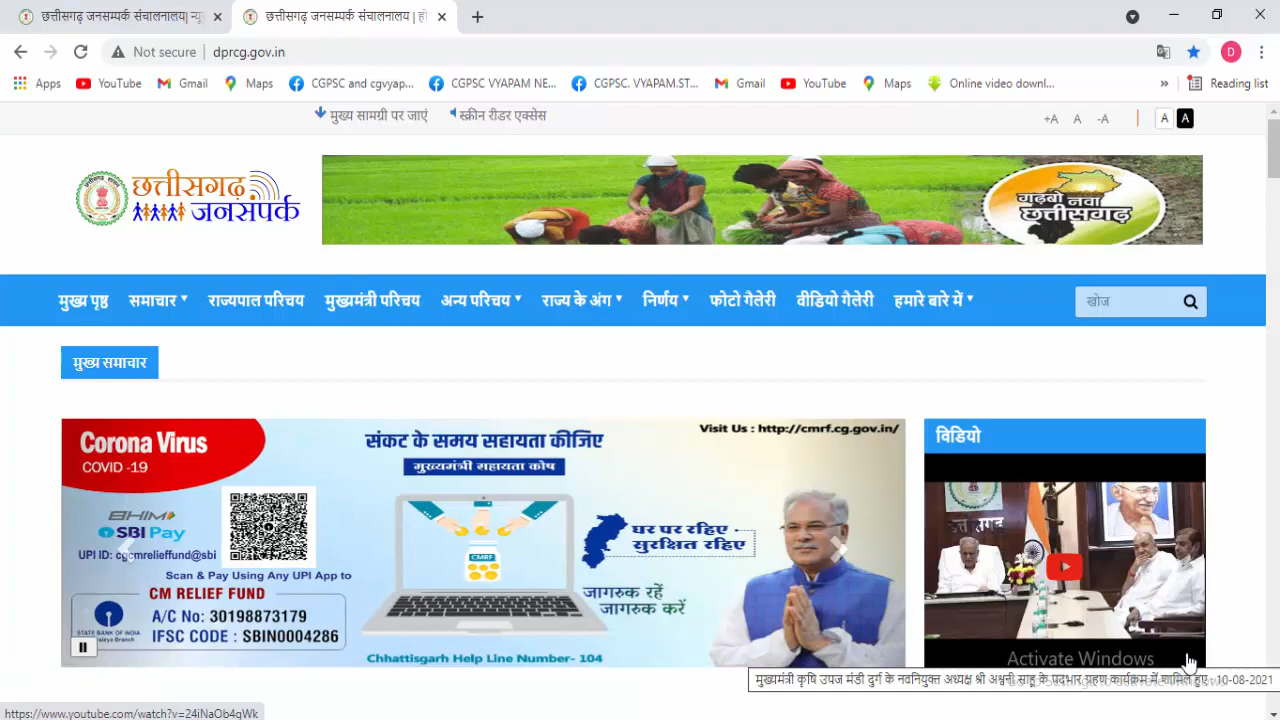 छत्तीसगढ़ जनसम्पर्क संचालनालय| न्यू
छत्तीसगढ़ जनसम्पर्क संचालनालय | हो
Not secure | dprcg.gov.in
D
Apps YouTube Gmail Maps CGPSC and cgvyap... CGPSC VYAPAM NE... CGPSC. VYAPAM.ST... Gmail YouTube Maps Online video downl... » Reading list
मुख्य सामग्री पर जाएं स्क्रीन रीडर एक्सेस +A A -A A A
छत्तीसगढ़
जनसंपर्क
गढ़बो नवा
छत्तीसगढ़
मुख्य पृष्ठ समाचार राज्यपाल परिचय मुख्यमंत्री परिचय अन्य परिचय राज्य के अंग निर्णय फोटो गैलेरी वीडियो गैलेरी हमारे बारे में खोज
मुख्य समाचार
Corona Virus
COVID -19
BHIM
SBI Pay
UPI ID: cgcmrelieffund@sbi
Scan & Pay Using Any UPI App to
CM RELIEF FUND
A/C No: 30198873179
IFSC CODE : SBIN0004286
STATE BANK OF INDIA
संकट के समय सहायता कीजिए
मुख्यमंत्री सहायता कोष
Visit Us : http://cmrf.cg.gov.in/
CMRF
घर पर रहिए -
सुरक्षित रहिए
जागरुक रहें
जागरुक करें
Chhattisgarh Help Line Number- 104
विडियो
Activate Windows
मुख्यमंत्री कृषि उपज मंडी दुर्ग के नवनियुक्त अध्यक्ष श्री अश्वनी साहू के पदभार ग्रहण कार्यक्रम में शामिल हुए : 10-08-2021
https://www.youtube.com/watch?v=24iNaOb4gWk